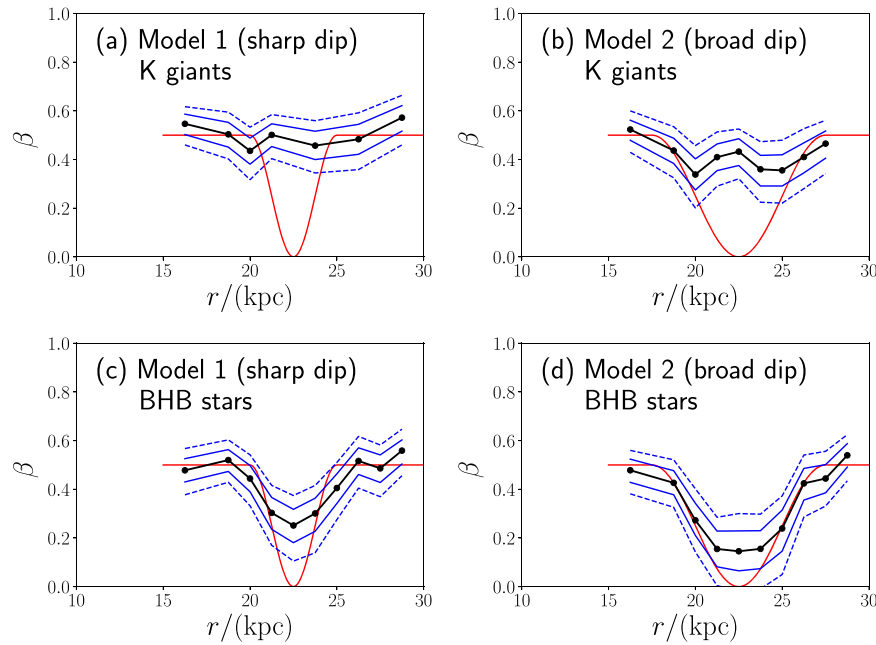 (a) Model 1 (sharp dip)
K giants
β
1.0
0.8
0.6
0.4
0.2
0.0
10
15
20
25
30
r/(kpc)
(b) Model 2 (broad dip)
K giants
β
1.0
0.8
0.6
0.4
0.2
0.0
10
15
20
25
30
r/(kpc)
(c) Model 1 (sharp dip)
BHB stars
β
1.0
0.8
0.6
0.4
0.2
0.0
10
15
20
25
30
r/(kpc)
(d) Model 2 (broad dip)
BHB stars
β
1.0
0.8
0.6
0.4
0.2
0.0
10
15
20
25
30
r/(kpc)